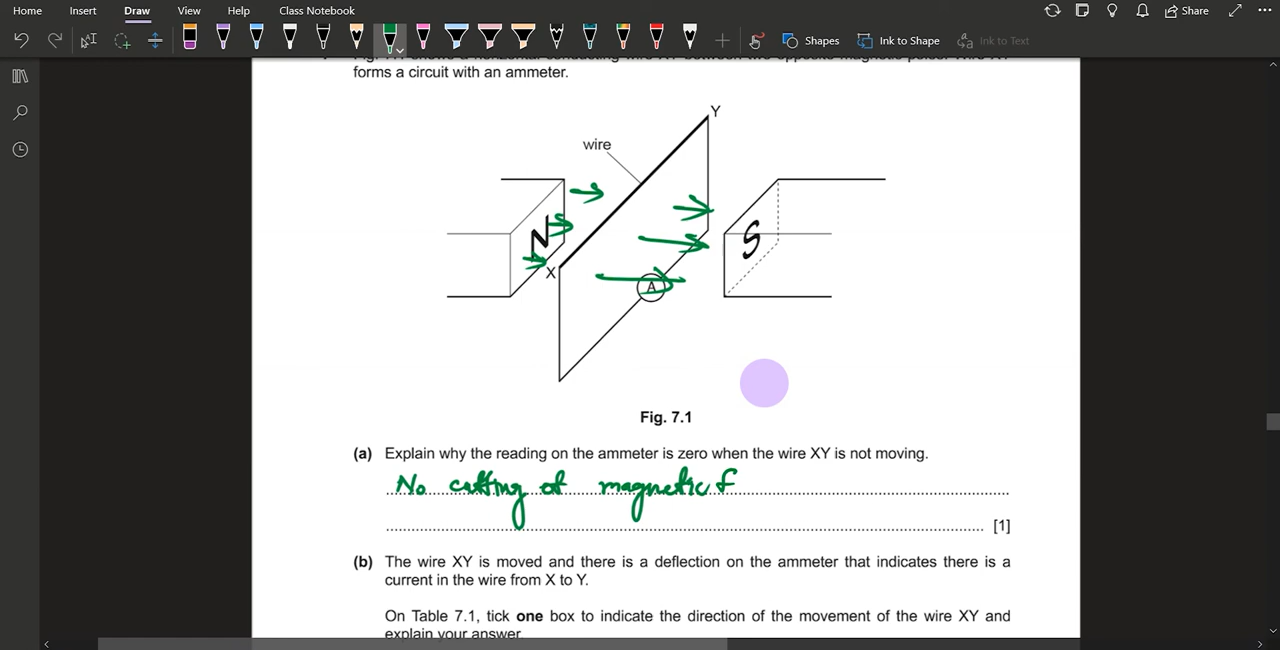 Home Insert Draw View Help Class Notebook
Share
Shapes Ink to Shape Ink to Text
forms a circuit with an ammeter.
Y
wire
N
S
X
A
Fig. 7.1
(a) Explain why the reading on the ammeter is zero when the wire XY is not moving.
No cutting of magnetic f
[1]
(b) The wire XY is moved and there is a deflection on the ammeter that indicates there is a
current in the wire from X to Y.
On Table 7.1, tick one box to indicate the direction of the movement of the wire XY and
explain your answer.